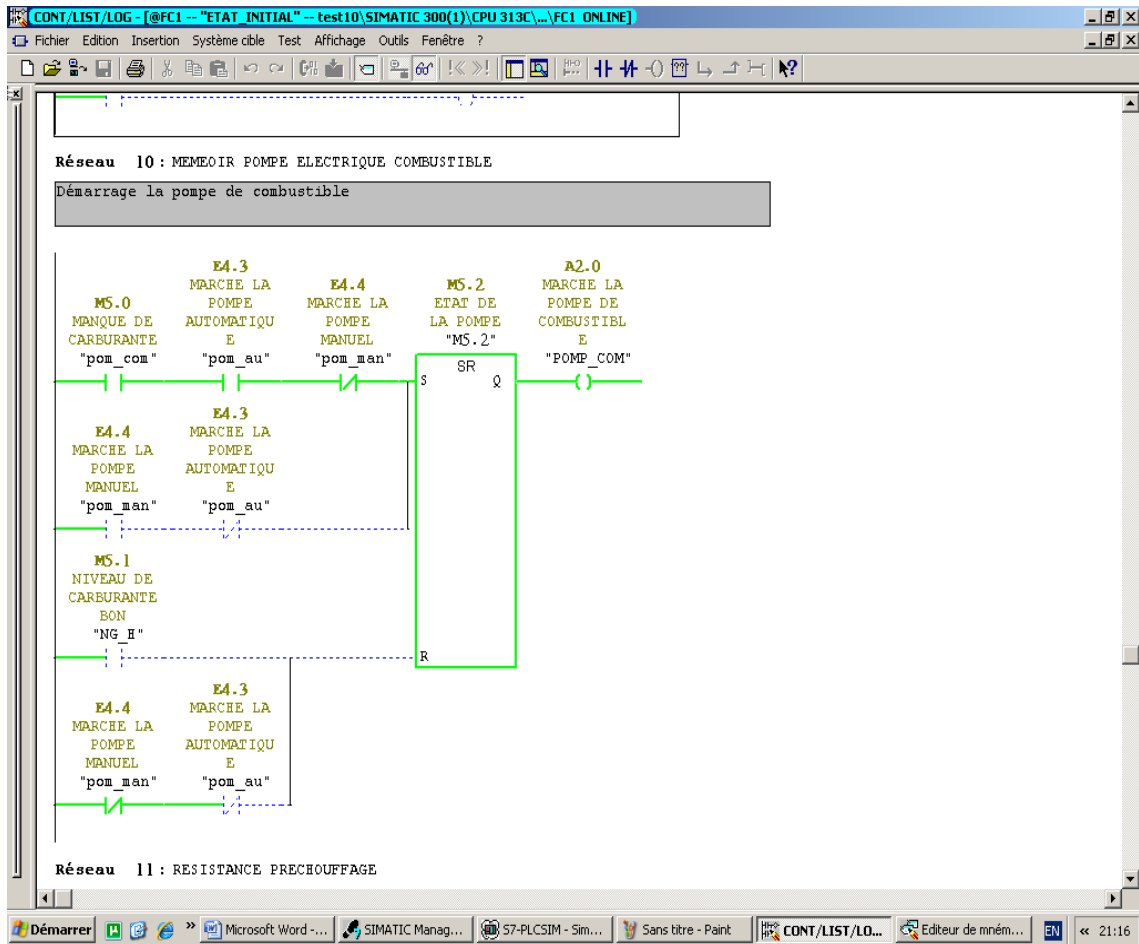 CONT/LIST/LOG - [@FC1 -- "ETAT_INITIAL" -- test10\SIMATIC 300(1)\CPU 313C\...\FC1 ONLINE]
Fichier Edition Insertion Système cible Test Affichage Outils Fenêtre ?
Réseau 10 : MEMEOIR POMPE ELECTRIQUE COMBUSTIBLE
Démarrage la pompe de combustible
M5.0
MANQUE DE
CARBURANTE
"pom_com"
E4.3
MARCHE LA
POMPE
AUTOMATIQU
E
"pom_au"
E4.4
MARCHE LA
POMPE
MANUEL
"pom_man"
M5.2
ETAT DE
LA POMPE
"M5.2"
SR
S Q
A2.0
MARCHE LA
POMPE DE
COMBUSTIBL
E
"POMP_COM"
E4.4
MARCHE LA
POMPE
MANUEL
"pom_man"
E4.3
MARCHE LA
POMPE
AUTOMATIQU
E
"pom_au"
M5.1
NIVEAU DE
CARBURANTE
BON
"NG_H"
R
E4.4
MARCHE LA
POMPE
MANUEL
"pom_man"
E4.3
MARCHE LA
POMPE
AUTOMATIQU
E
"pom_au"
Réseau 11 : RESISTANCE PRECHOUFFAGE
Démarrer » Microsoft Word -... SIMATIC Manag... S7-PLCSIM - Sim... Sans titre - Paint CONT/LIST/LO... Editeur de mném... EN « 21:16